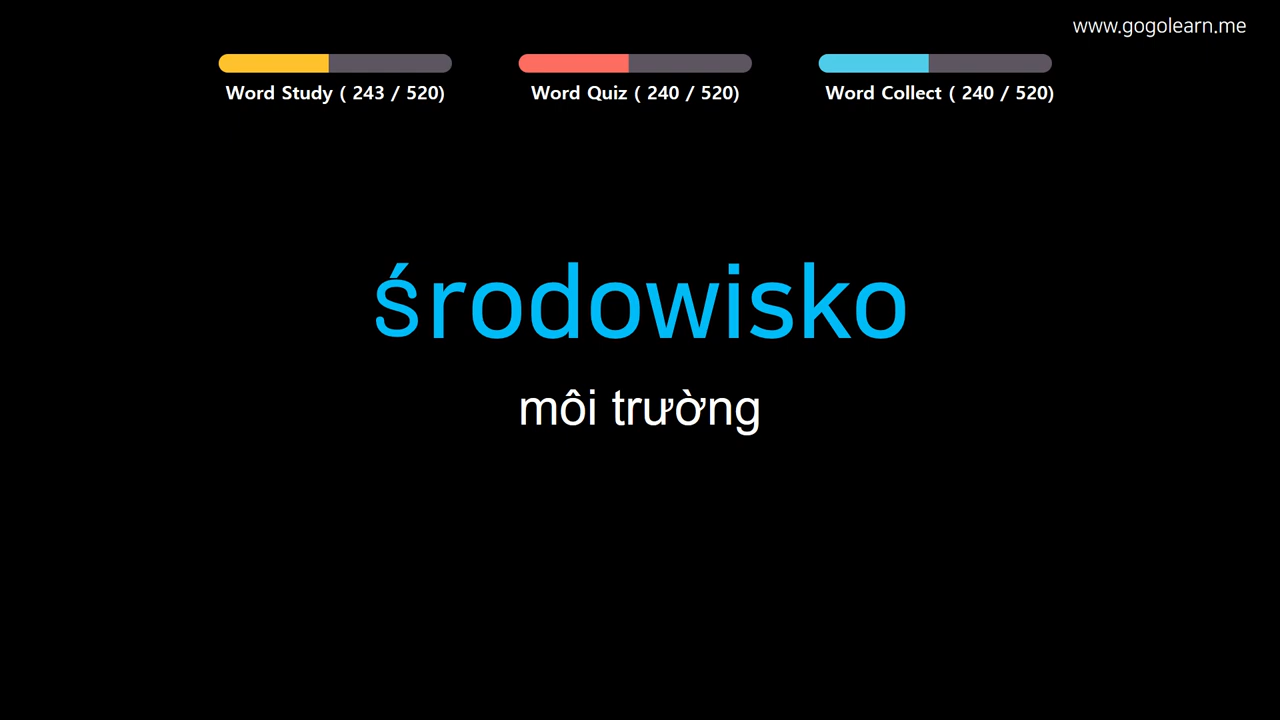 www.gogolearn.me
Word Study ( 243 / 520)
Word Quiz ( 240 / 520)
Word Collect ( 240 / 520)
środowisko
môi trường